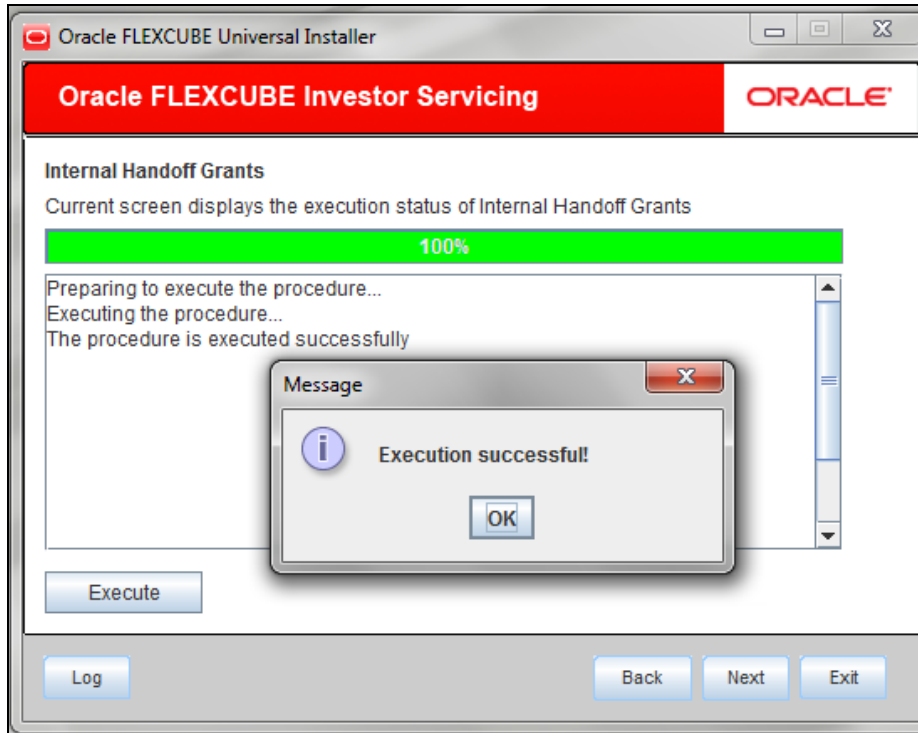 Oracle FLEXCUBE Universal Installer
Oracle FLEXCUBE Investor Servicing
ORACLE
Internal Handoff Grants
Current screen displays the execution status of Internal Handoff Grants
100%
Preparing to execute the procedure...
Executing the procedure...
The procedure is executed successfully
Message
i
Execution successful!
OK
Execute
Log
Back
Next
Exit